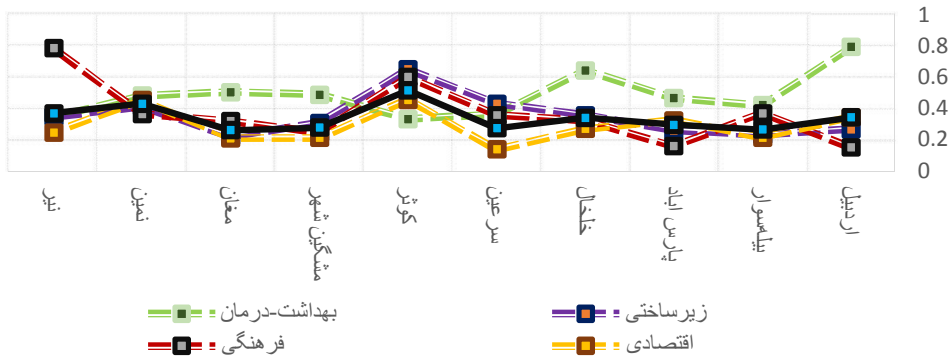 1
0.8
0.6
0.4
0.2
0
اردبیل
بیله‌سوار
پارس اباد
خلخال
سرعین
کوثر
مشگین شهر
مغان
نمین
نیر
زیرساختی
بهداشت-درمان
اقتصادی
فرهنگی